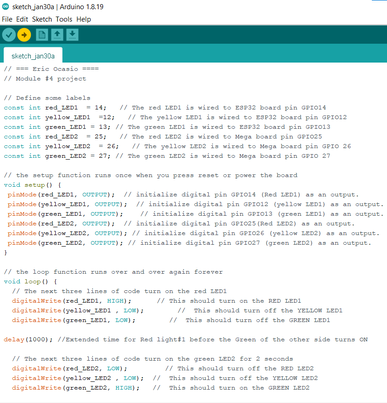 sketch_jan30a | Arduino 1.8.19
File Edit Sketch Tools Help
sketch_jan30a
// === Eric Ocasio ====
// Module #4 project
// Define some labels
const int red_LED1 = 14; // The red LED1 is wired to ESP32 board pin GPIO14
const int yellow_LED1 =12; // The yellow LED1 is wired to ESP32 board pin GPIO12
const int green_LED1 = 13; // The green LED1 is wired to ESP32 board pin GPIO13
const int red_LED2 = 25; // The red LED2 is wired to Mega board pin GPIO25
const int yellow_LED2 = 26; // The yellow LED2 is wired to Mega board pin GPIO 26
const int green_LED2 = 27; // The green LED2 is wired to Mega board pin GPIO 27
// the setup function runs once when you press reset or power the board
void setup() {
pinMode(red_LED1, OUTPUT); // initialize digital pin GPIO14 (Red LED1) as an output.
pinMode(yellow_LED1, OUTPUT); // initialize digital pin GPIO12 (yellow LED1) as an output.
pinMode(green_LED1, OUTPUT); // initialize digital pin GPIO13 (green LED1) as an output.
pinMode(red_LED2, OUTPUT); // initialize digital pin GPIO25(Red LED2) as an output.
pinMode(yellow_LED2, OUTPUT); // initialize digital pin GPIO26 (yellow LED2) as an output.
pinMode(green_LED2, OUTPUT); // initialize digital pin GPIO27 (green LED2) as an output.
}
// the loop function runs over and over again forever
void loop() {
// The next three lines of code turn on the red LED1
digitalWrite(red_LED1, HIGH); // This should turn on the RED LED1
digitalWrite(yellow_LED1 , LOW); // This should turn off the YELLOW LED1
digitalWrite(green_LED1, LOW); // This should turn off the GREEN LED1
delay(1000); //Extended time for Red light#1 before the Green of the other side turns ON
// The next three lines of code turn on the green LED2 for 2 seconds
digitalWrite(red_LED2, LOW); // This should turn off the RED LED2
digitalWrite(yellow_LED2 , LOW); // This should turn off the YELLOW LED2
digitalWrite(green_LED2, HIGH); // This should turn on the GREEN LED2